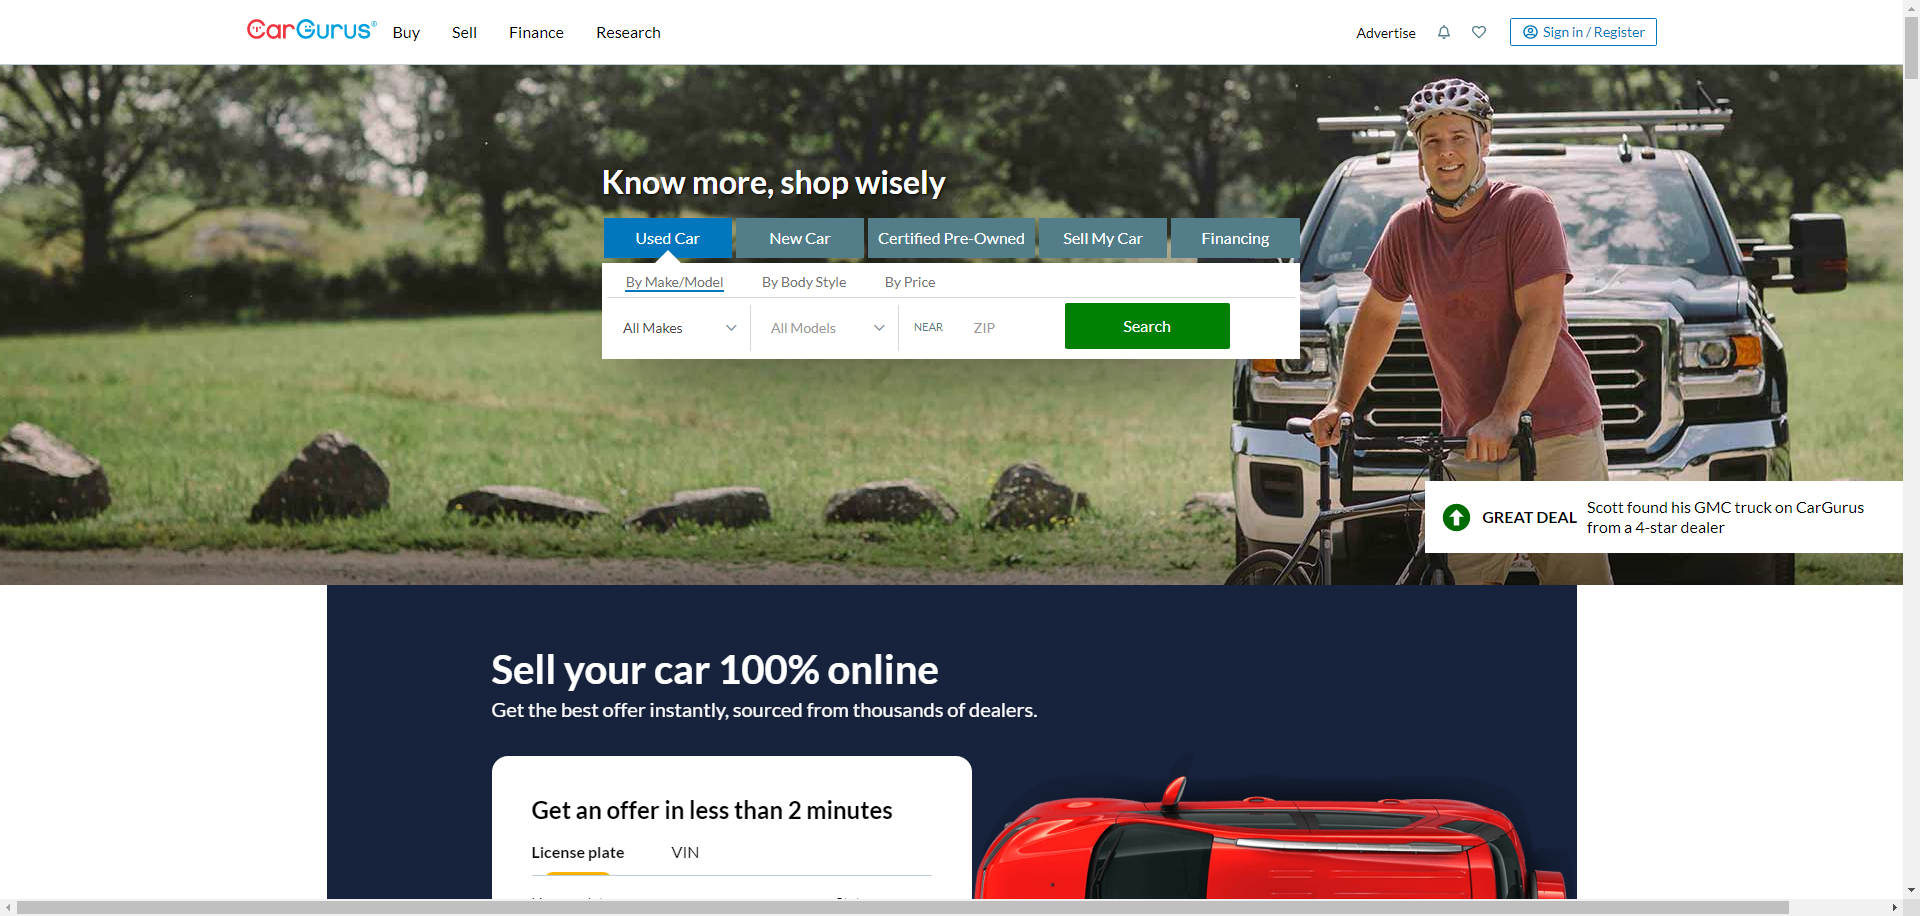 CarGurus®
Buy
Sell
Finance
Research
Advertise
Sign in / Register
Know more, shop wisely
Used Car
New Car
Certified Pre-Owned
Sell My Car
Financing
By Make/Model
By Body Style
By Price
All Makes
All Models
NEAR
ZIP
Search
GREAT DEAL
Scott found his GMC truck on CarGurus
from a 4-star dealer
Sell your car 100% online
Get the best offer instantly, sourced from thousands of dealers.
Get an offer in less than 2 minutes
License plate
VIN